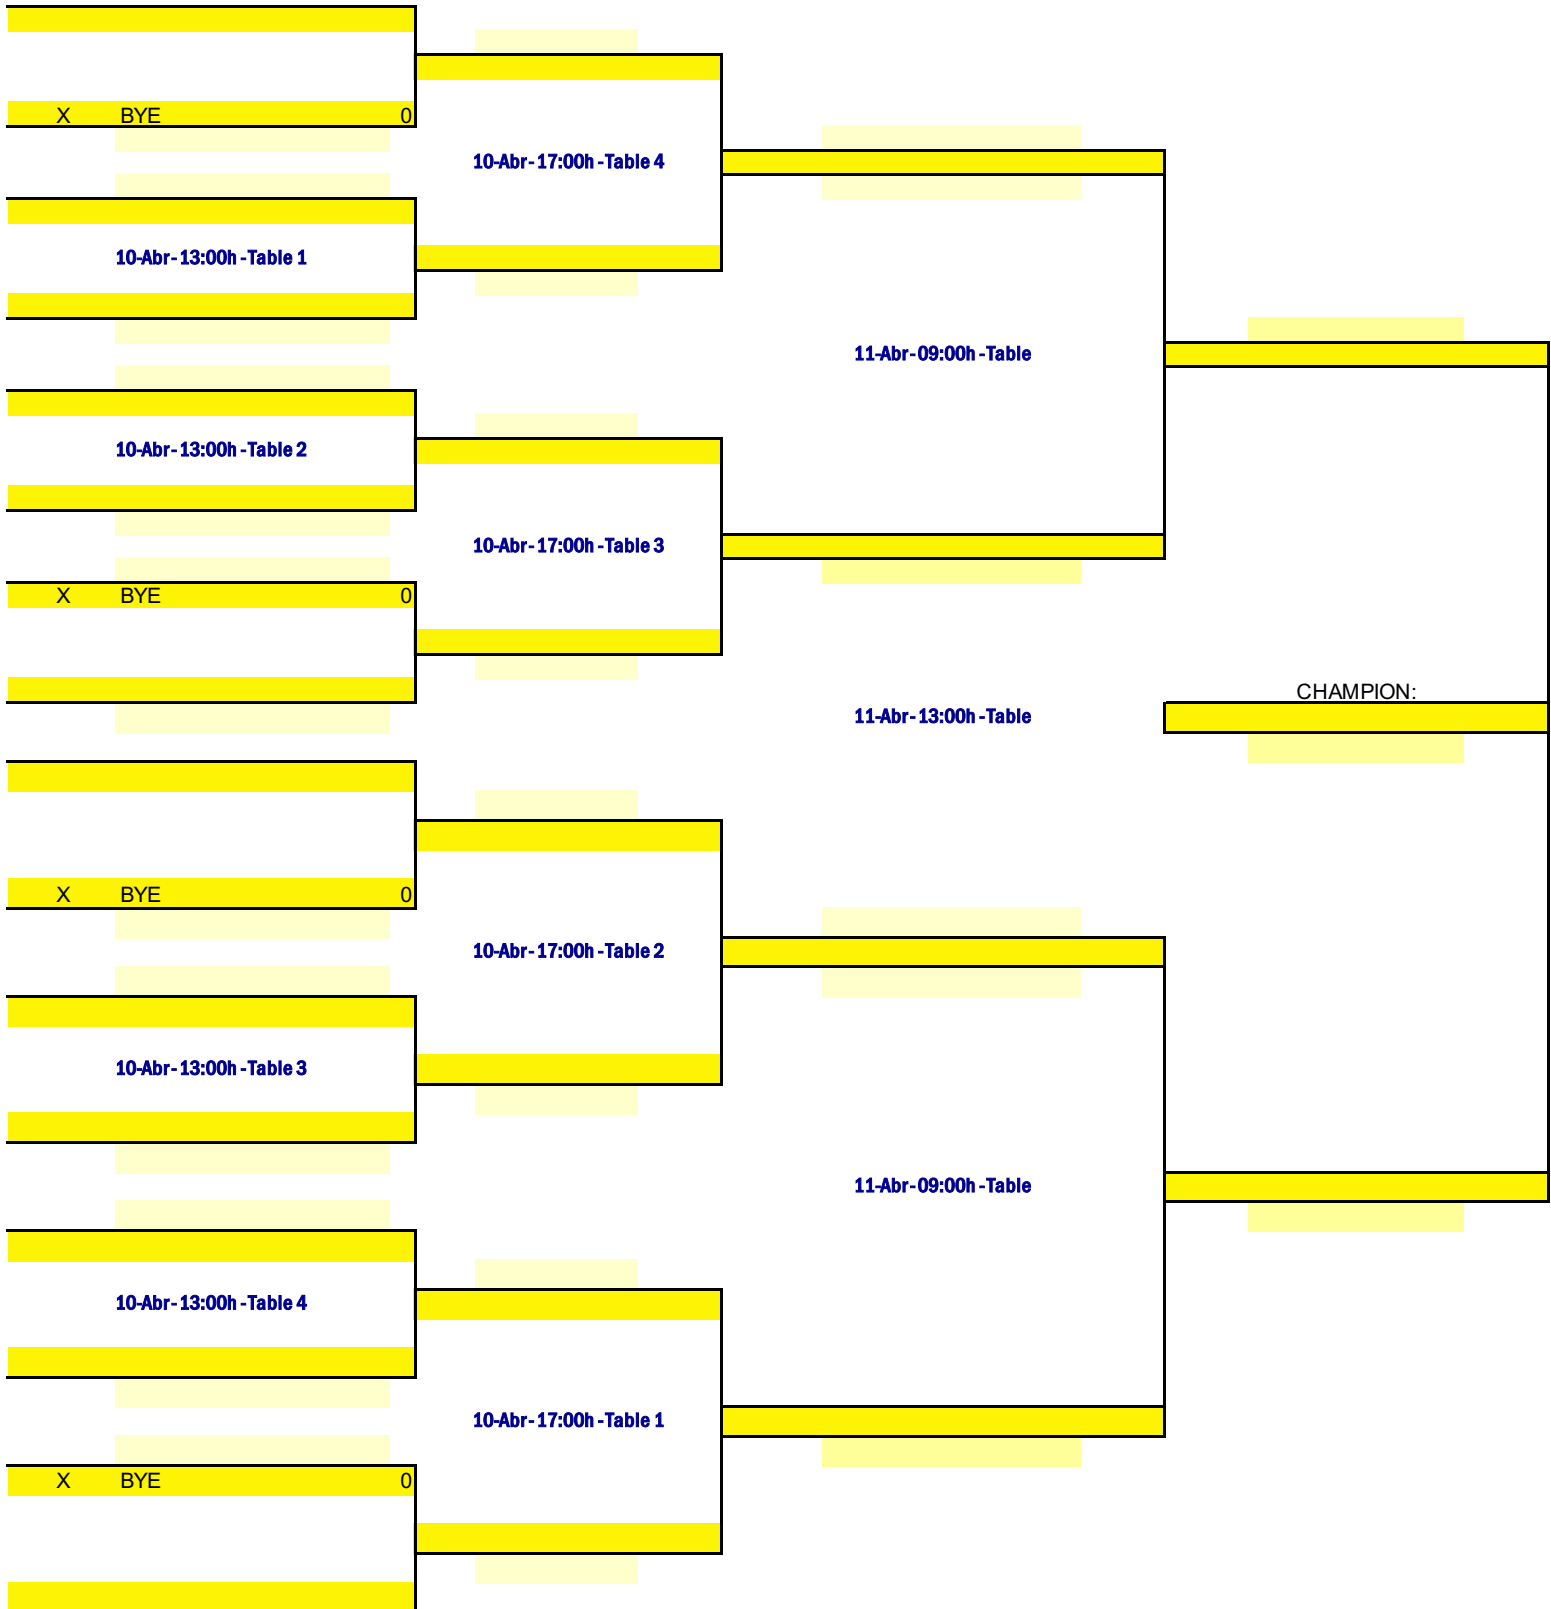 X BYE 0
10-Abr- 17:00h -Table 4
10-Abr- 13:00h -Table 1
11-Abr- 09:00h -Table
10-Abr- 13:00h -Table 2
10-Abr- 17:00h -Table 3
X BYE 0
CHAMPION:
11-Abr- 13:00h -Table
X BYE 0
10-Abr- 17:00h -Table 2
10-Abr- 13:00h -Table 3
11-Abr- 09:00h -Table
10-Abr- 13:00h -Table 4
10-Abr- 17:00h -Table 1
X BYE 0